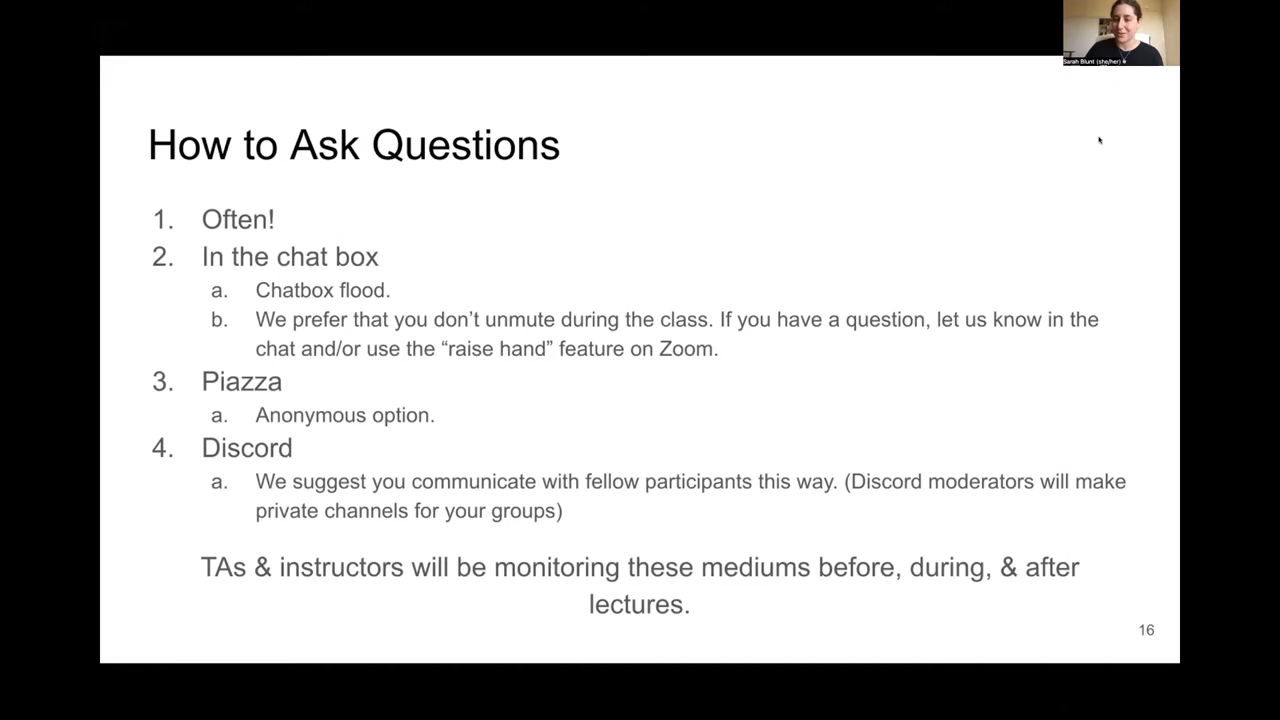 Sarah Blunt (she/her)
How to Ask Questions
1. Often!
2. In the chat box
a. Chatbox flood.
b. We prefer that you don’t unmute during the class. If you have a question, let us know in the
chat and/or use the “raise hand” feature on Zoom.
3. Piazza
a. Anonymous option.
4. Discord
a. We suggest you communicate with fellow participants this way. (Discord moderators will make
private channels for your groups)
TAs & instructors will be monitoring these mediums before, during, & after
lectures.
16